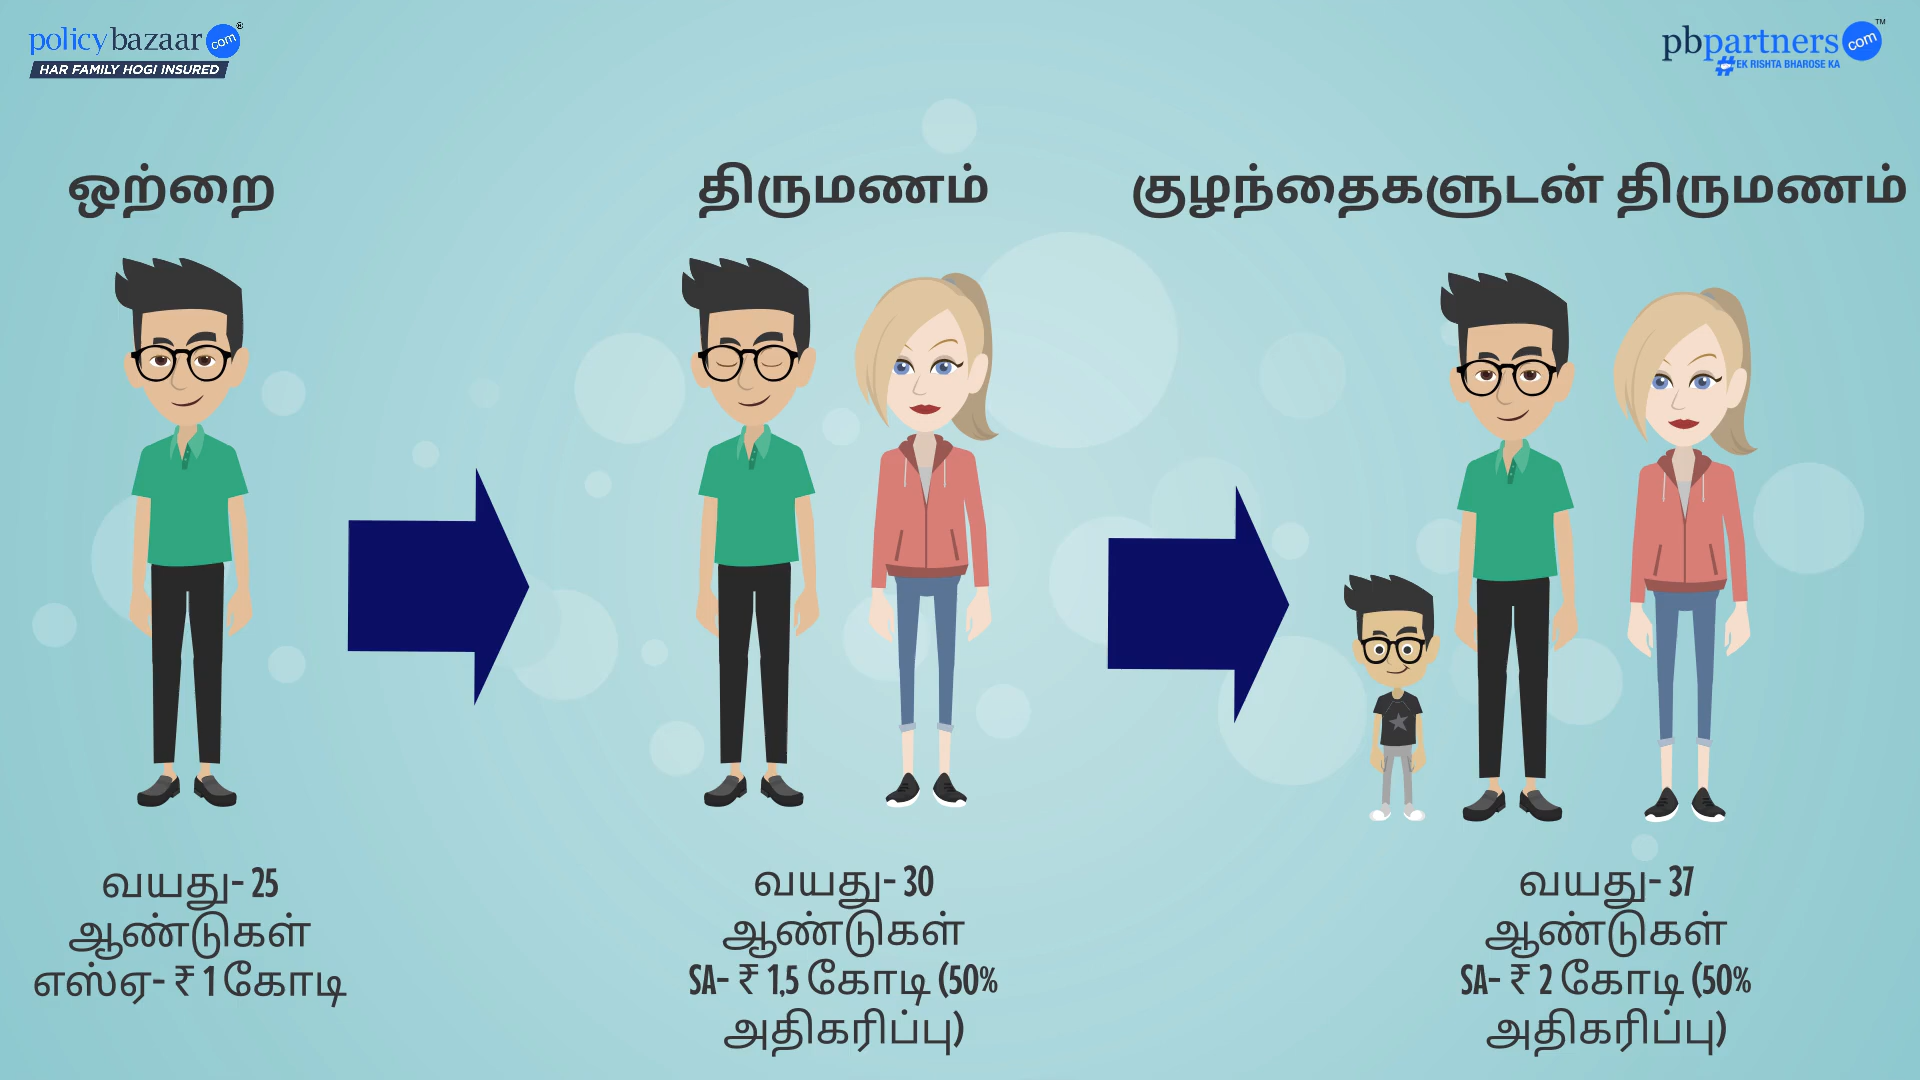 policybazaar.com®
HAR FAMILY HOGI INSURED
pbpartners.com™
#EK RISHTA BHAROSE KA
ஒற்றை
திருமணம்
குழந்தைகளுடன் திருமணம்
வயது- 25
ஆண்டுகள்
எஸ்ஏ- ₹ 1 கோடி
வயது- 30
ஆண்டுகள்
SA- ₹ 1,5 கோடி (50%
அதிகரிப்பு)
வயது- 37
ஆண்டுகள்
SA- ₹ 2 கோடி (50%
அதிகரிப்பு)